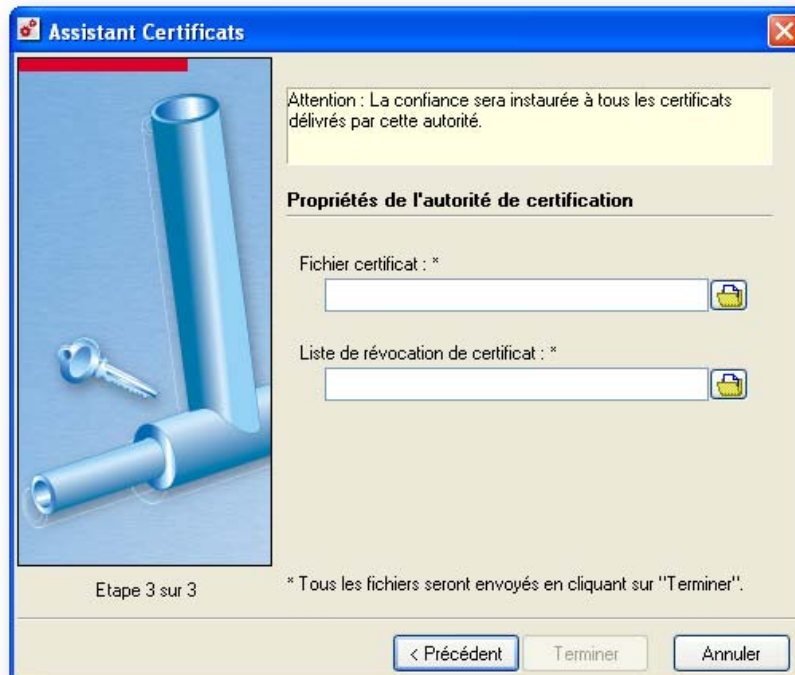 Assistant Certificats
Attention : La confiance sera instaurée à tous les certificats
délivrés par cette autorité.
Propriétés de l'autorité de certification
Fichier certificat : *
Liste de révocation de certificat : *
Etape 3 sur 3
* Tous les fichiers seront envoyés en cliquant sur "Terminer".
< Précédent
Terminer
Annuler